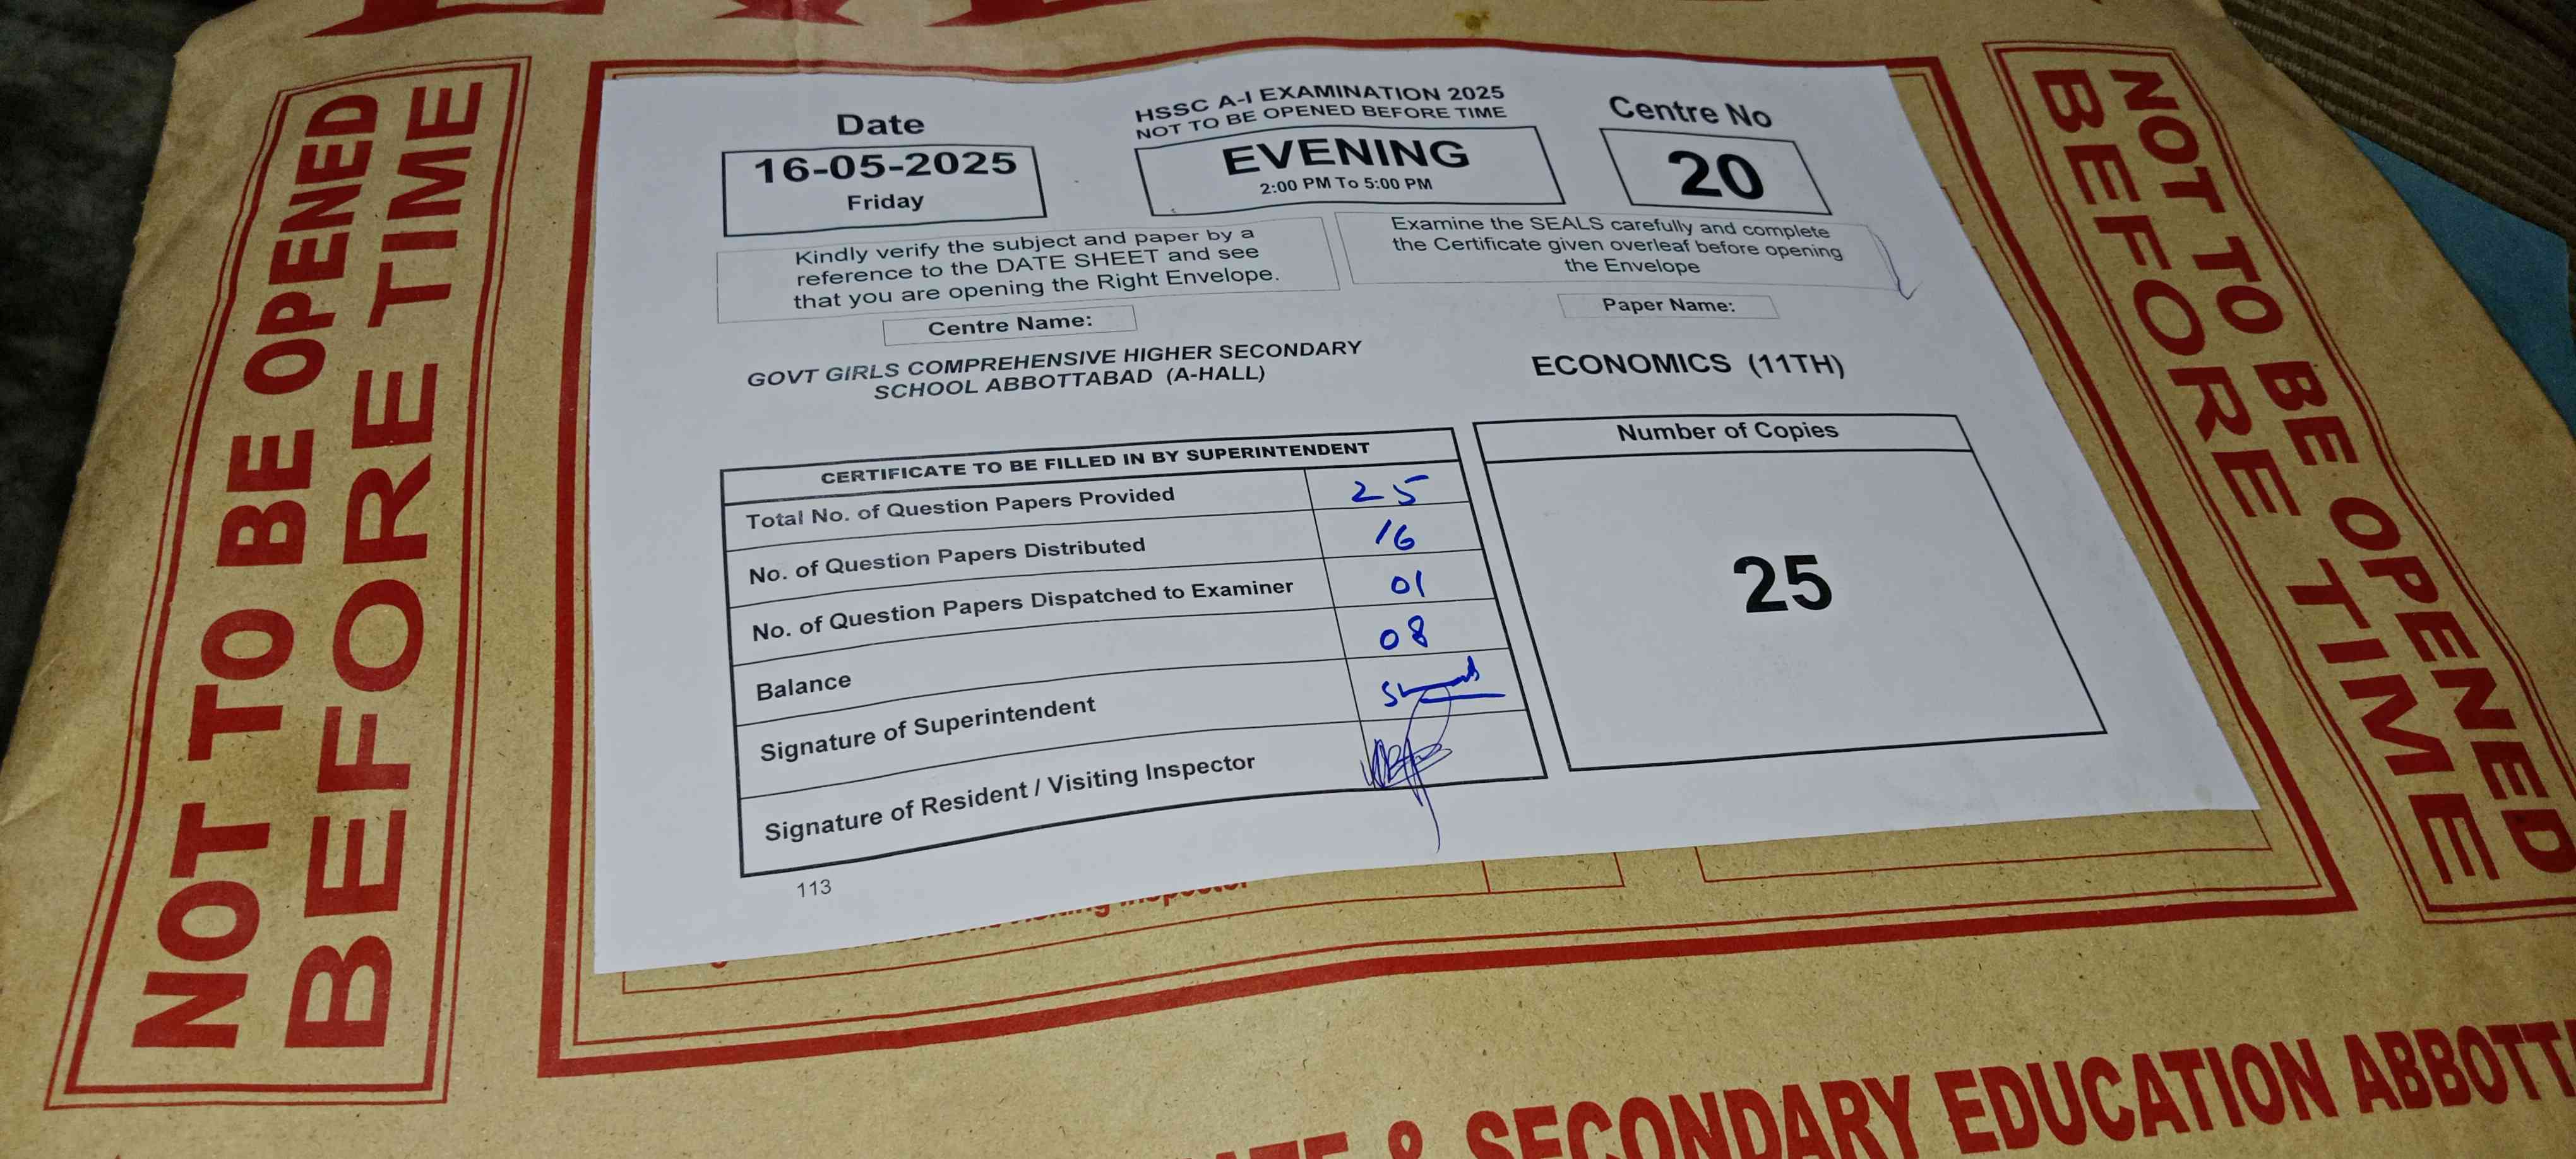 NOT TO BE OPENED
BEFORE TIME
Date
16-05-2025
Friday
HSSC A-I EXAMINATION 2025
NOT TO BE OPENED BEFORE TIME
EVENING
2:00 PM To 5:00 PM
Centre No
20
Kindly verify the subject and paper by a
reference to the DATE SHEET and see
that you are opening the Right Envelope.
Examine the SEALS carefully and complete
the Certificate given overleaf before opening
the Envelope
Centre Name:
GOVT GIRLS COMPREHENSIVE HIGHER SECONDARY
SCHOOL ABBOTTABAD (A-HALL)
Paper Name:
ECONOMICS (11TH)
CERTIFICATE TO BE FILLED IN BY SUPERINTENDENT
Total No. of Question Papers Provided 25
No. of Question Papers Distributed 16
No. of Question Papers Dispatched to Examiner 01
Balance 08
Signature of Superintendent
Signature of Resident / Visiting Inspector
Number of Copies
25
113
NOT TO BE OPENED
BEFORE TIME
& SECONDARY EDUCATION ABBOTT